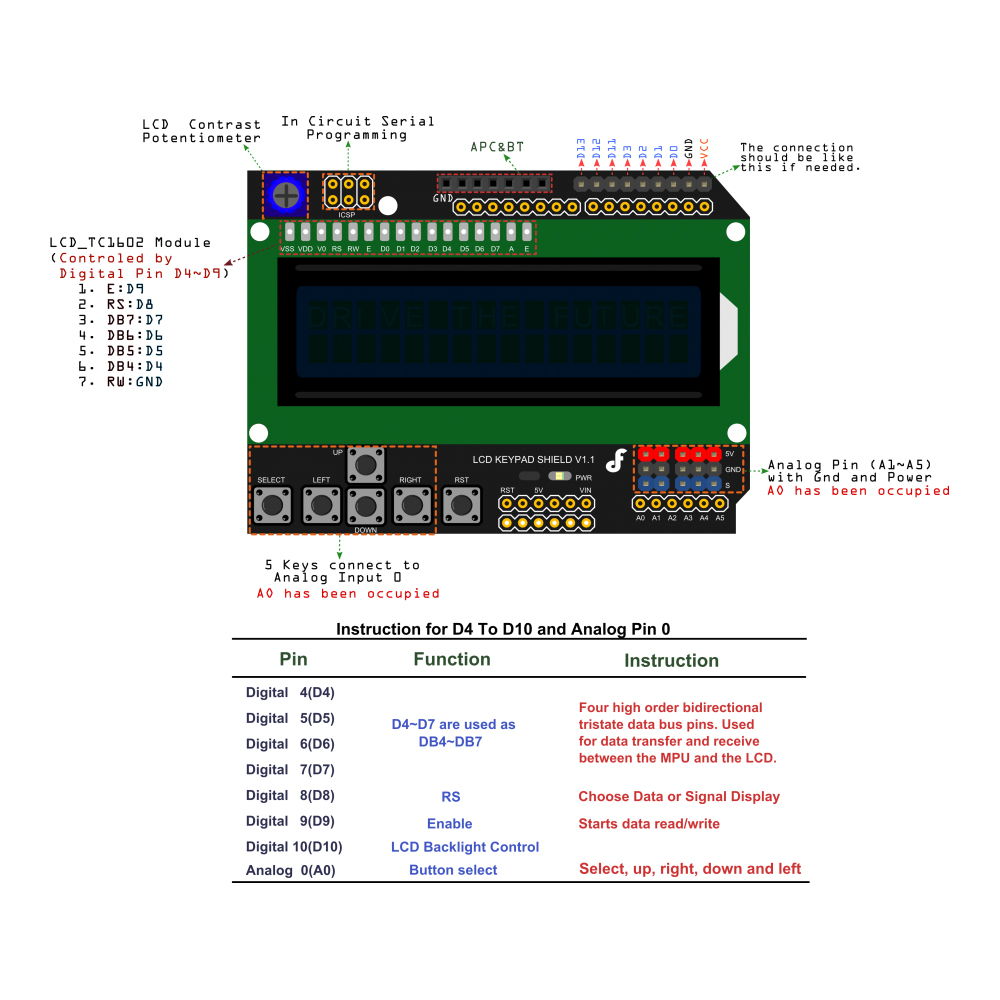 LCD Contrast
Potentiometer
In Circuit Serial
Programming
APC&BT
D13 D12 D11 D3 D2 D1 D0 GND VCC
The connection
should be like
this if needed.
GND
ICSP
VSS VDD V0 RS RW E D0 D1 D2 D3 D4 D5 D6 D7 A E
LCD_TC1602 Module
(Controled by
Digital Pin D4~D9)
1. E:D9
2. RS:D8
3. DB7:D7
4. DB6:D6
5. DB5:D5
6. DB4:D4
7. RW:GND
DRIVE THE FUTURE
UP
SELECT LEFT RIGHT RST
DOWN
LCD KEYPAD SHIELD V1.1
PWR
RST 5V VIN
5V
GND
S
A0 A1 A2 A3 A4 A5
Analog Pin (A1~A5)
with Gnd and Power
A0 has been occupied
5 Keys connect to
Analog Input 0
A0 has been occupied
Instruction for D4 To D10 and Analog Pin 0
Pin Function Instruction
Digital 4(D4)
Digital 5(D5)
Digital 6(D6)
Digital 7(D7)
D4~D7 are used as
DB4~DB7
Four high order bidirectional
tristate data bus pins. Used
for data transfer and receive
between the MPU and the LCD.
Digital 8(D8) RS Choose Data or Signal Display
Digital 9(D9) Enable Starts data read/write
Digital 10(D10) LCD Backlight Control
Analog 0(A0) Button select Select, up, right, down and left